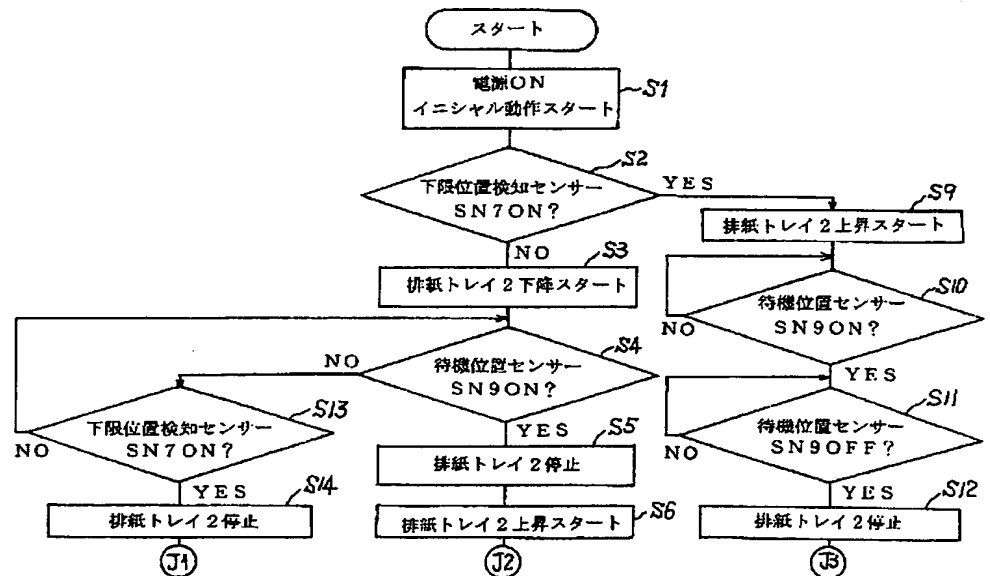 スタート
電源ON
イニシャル動作スタート
S1
下限位置検知センサー
SN7ON?
S2
YES
NO
排紙トレイ2下降スタート
S3
排紙トレイ2上昇スタート
S9
待機位置センサー
SN9ON?
S10
NO
YES
待機位置センサー
SN9ON?
S4
NO
YES
待機位置センサー
SN9OFF?
S11
NO
YES
下限位置検知センサー
SN7ON?
S13
NO
YES
排紙トレイ2停止
S5
排紙トレイ2停止
S14
排紙トレイ2上昇スタート
S6
排紙トレイ2停止
S12
J1
J2
J3